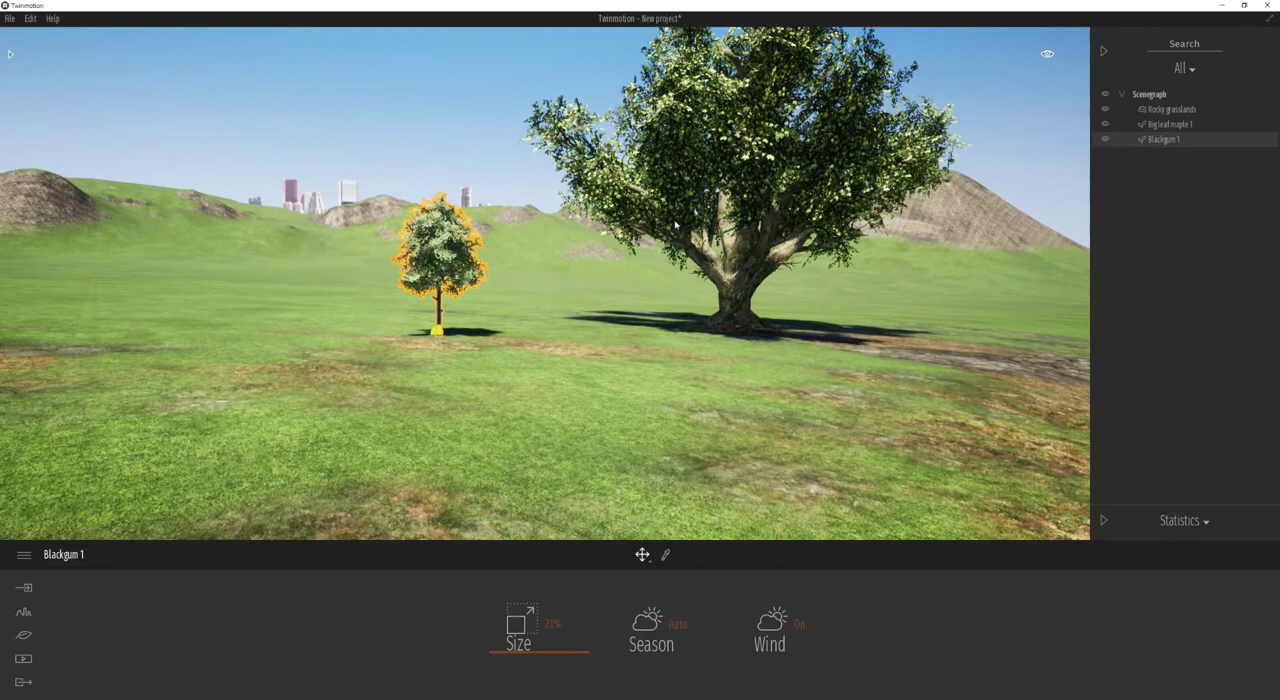 Twinmotion
File Edit Help
Twinmotion - New project*
Search
All
Scenegraph
Rocky grasslands
Big leaf maple 1
Blackgum 1
Statistics
Blackgum 1
21%
Size
Auto
Season
On
Wind